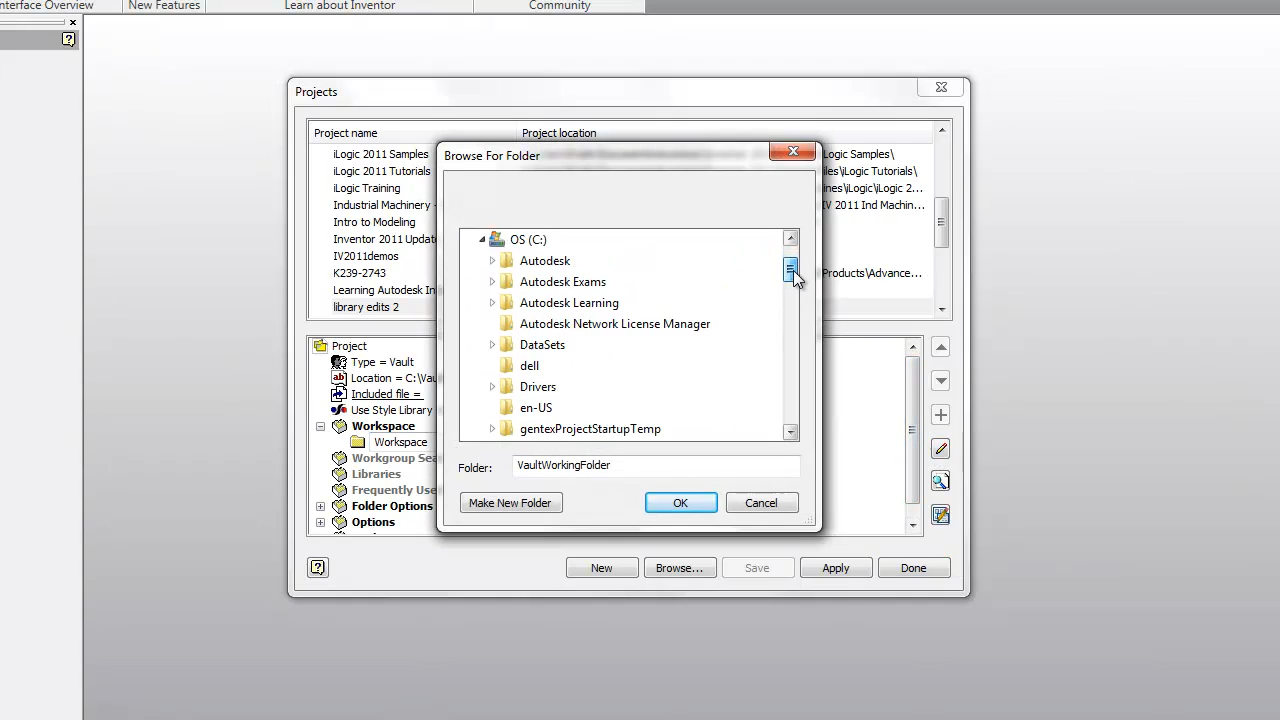 nterface Overview
New Features
Learn about Inventor
Community
Projects
Project name
Project location
iLogic 2011 Samples
Logic Samples\
iLogic 2011 Tutorials
iles\iLogic Tutorials\
iLogic Training
ines\iLogic\iLogic 2...
Industrial Machinery -
IV 2011 Ind Machin...
Intro to Modeling
Inventor 2011 Updat
IV2011demos
K239-2743
Products\Advance...
Learning Autodesk In
library edits 2
Browse For Folder
OS (C:)
Autodesk
Autodesk Exams
Autodesk Learning
Autodesk Network License Manager
DataSets
dell
Drivers
en-US
gentexProjectStartupTemp
Folder:
VaultWorkingFolder
Make New Folder
OK
Cancel
Project
Type = Vault
Location = C:\Vau
Included file =
Use Style Library
Workspace
Workspace
Workgroup Sea
Libraries
Frequently Use
Folder Options
Options
New
Browse...
Save
Apply
Done